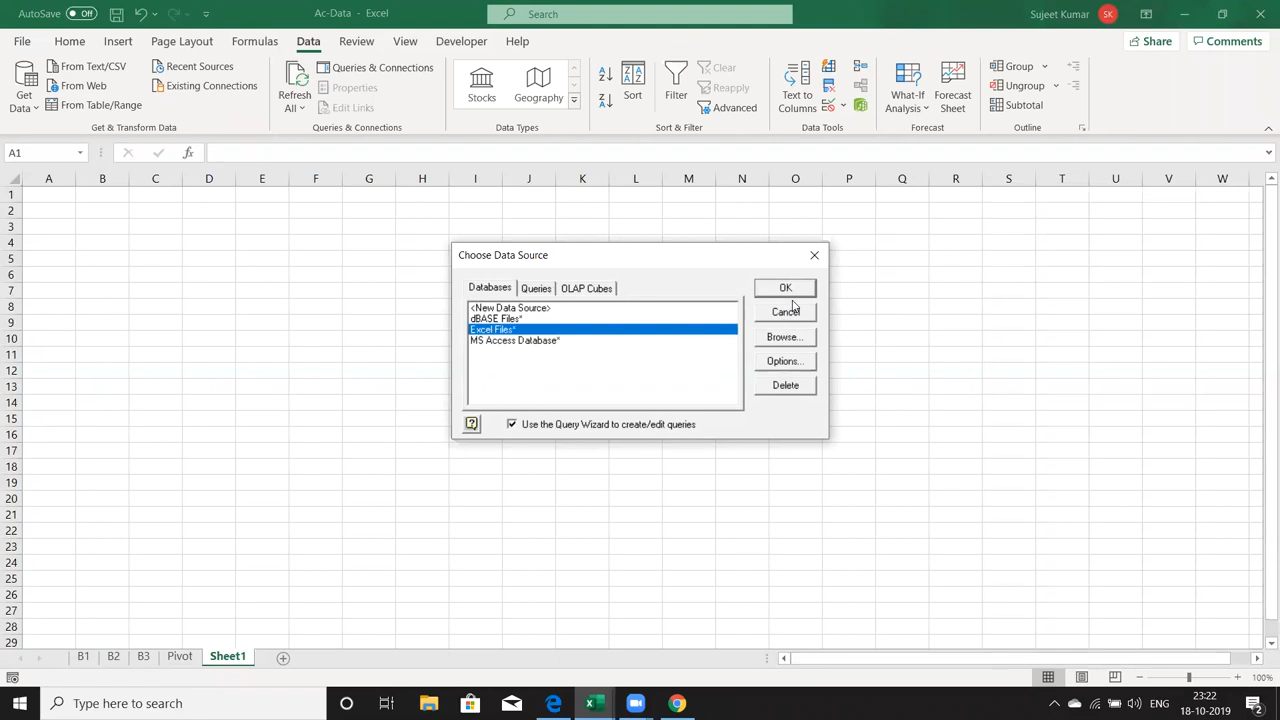 AutoSave Off Ac-Data - Excel Search Sujeet Kumar SK
File Home Insert Page Layout Formulas Data Review View Developer Help Share Comments
Get Data From Text/CSV Recent Sources Refresh All Queries & Connections Stocks Geography Sort Filter Clear Text to Columns What-If Analysis Forecast Sheet Group
From Web Existing Connections Properties Reapply Ungroup
From Table/Range Edit Links Advanced Subtotal
Get & Transform Data Queries & Connections Data Types Sort & Filter Data Tools Forecast Outline
A1 fx
A B C D E F G H I J K L M N O P Q R S T U V W
1
2
3
4
5
6
7
8
9
10
11
12
13
14
15
16
17
18
19
20
21
22
23
24
25
26
27
28
29
Choose Data Source
Databases Queries OLAP Cubes OK
<New Data Source>
dBASE Files* Cancel
Excel Files*
MS Access Database* Browse...
Options...
Delete
Use the Query Wizard to create/edit queries
B1 B2 B3 Pivot Sheet1
100%
Type here to search ENG 23:22
18-10-2019 2